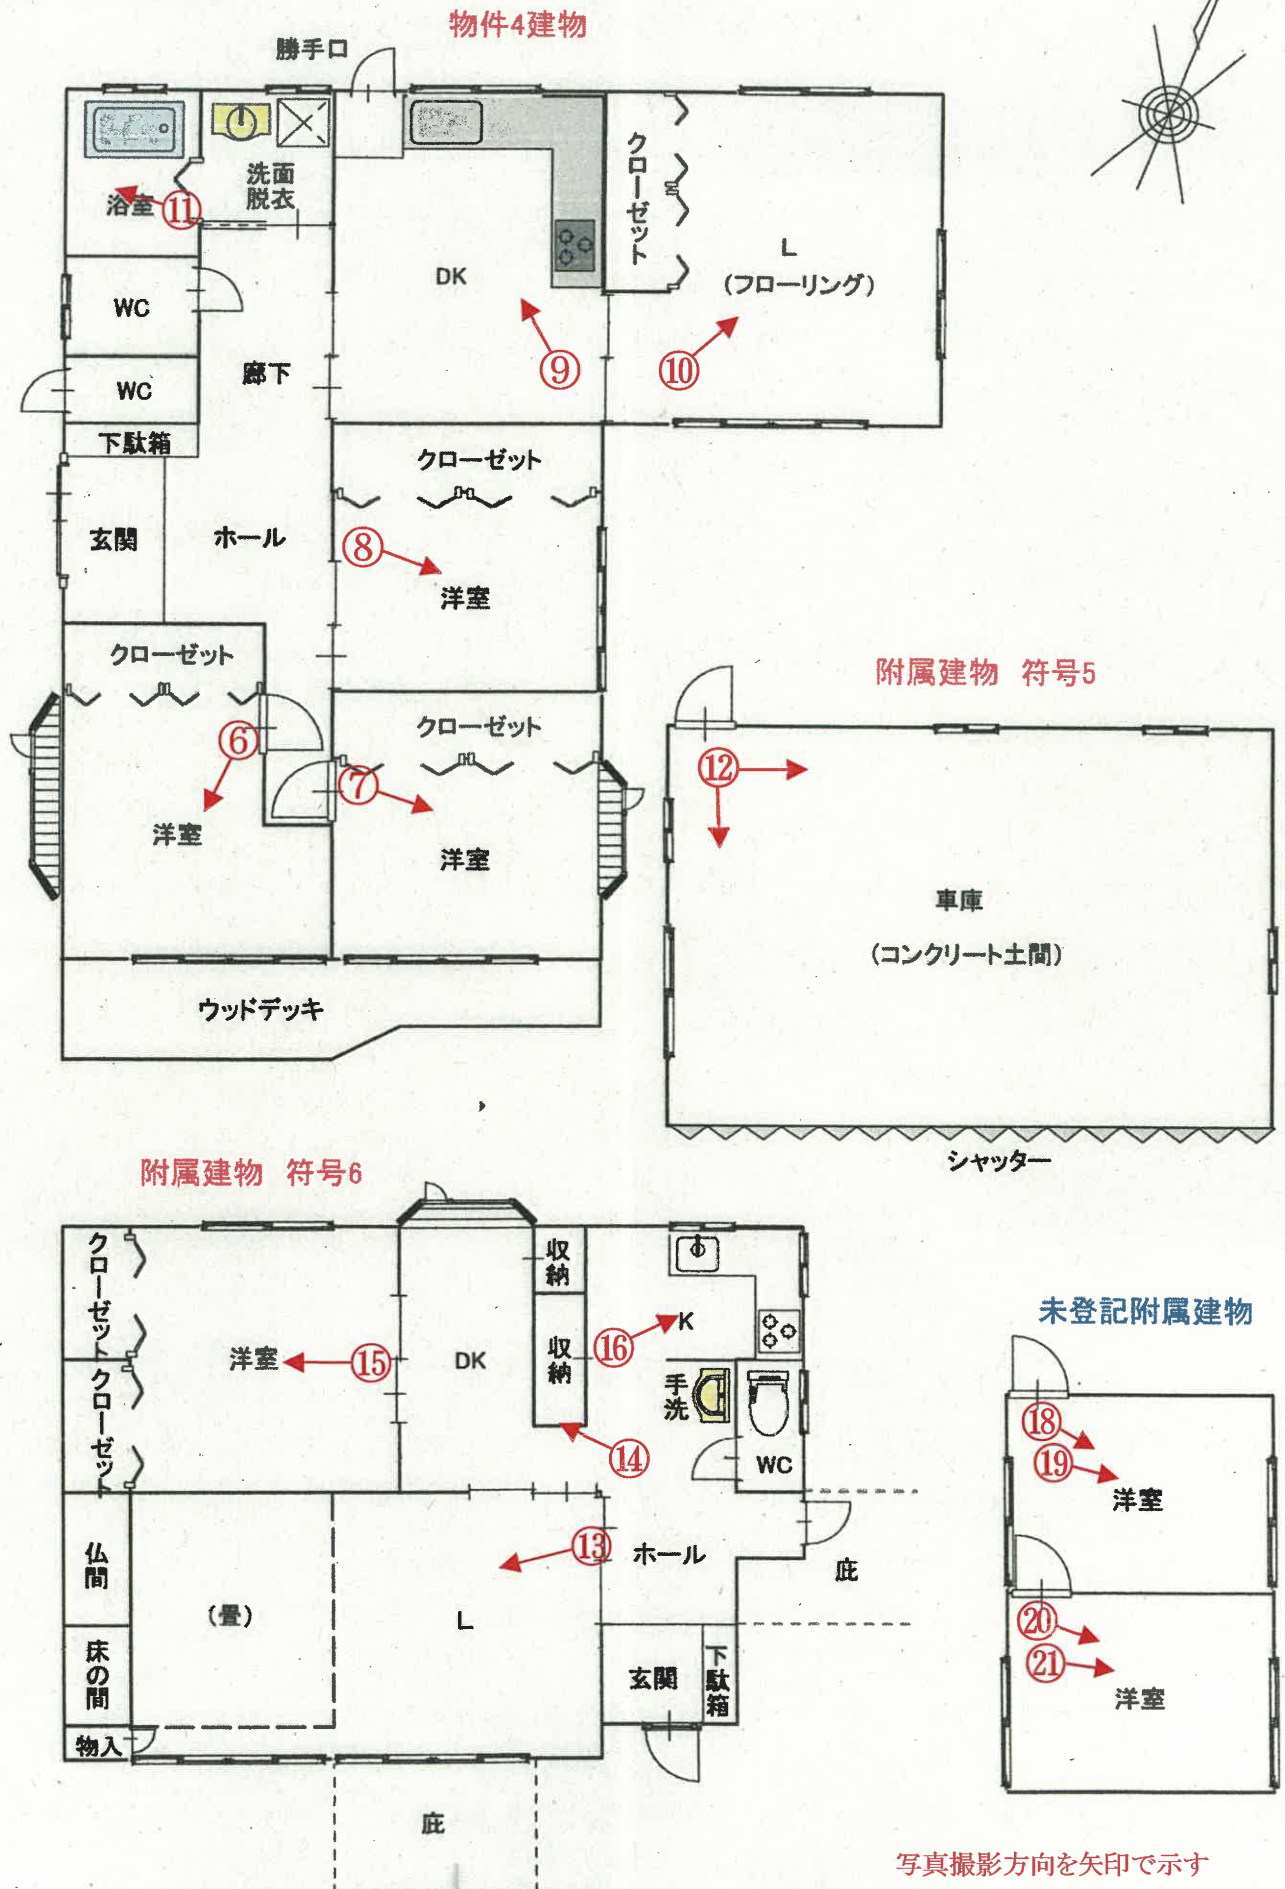 物件4建物
勝手口
浴室
⑪
洗面
脱衣
クローゼット
DK
L
(フローリング)
WC
WC
廊下
⑨
⑩
下駄箱
クローゼット
玄関
ホール
⑧
洋室
クローゼット
⑥
洋室
クローゼット
⑦
洋室
ウッドデッキ
附属建物 符号5
⑫
車庫
(コンクリート土間)
シャッター
附属建物 符号6
クローゼット
クローゼット
洋室
⑮
DK
収納
収納
⑯
K
手洗
⑭
WC
仏間
(畳)
⑬
L
ホール
庇
床の間
玄関
下駄箱
物入
庇
未登記附属建物
⑱
⑲
洋室
⑳
㉑
洋室
写真撮影方向を矢印で示す